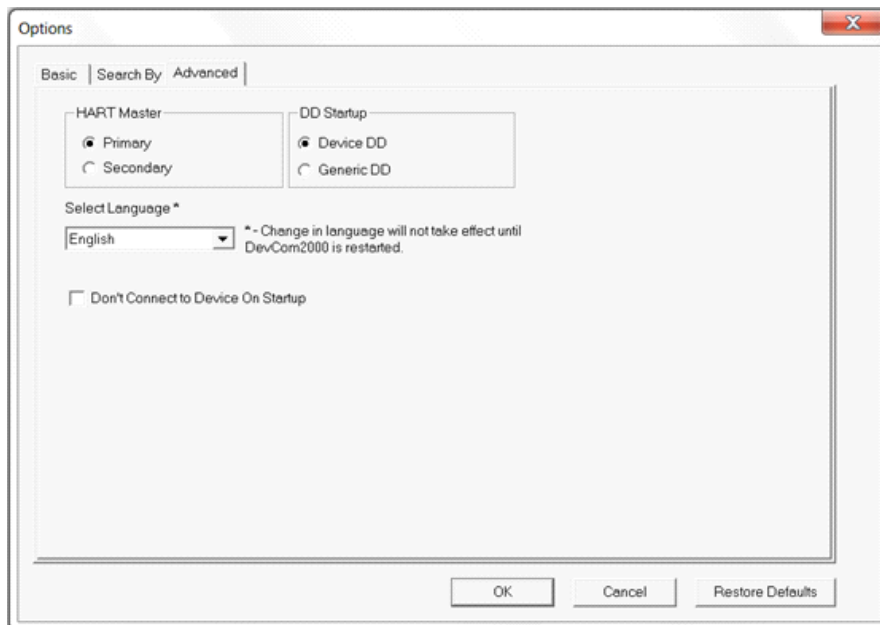 Options
Basic Search By Advanced
HART Master DD Startup
Primary Device DD
Secondary Generic DD
Select Language *
English
* - Change in language will not take effect until
DevCom2000 is restarted.
Don't Connect to Device On Startup
OK Cancel Restore Defaults